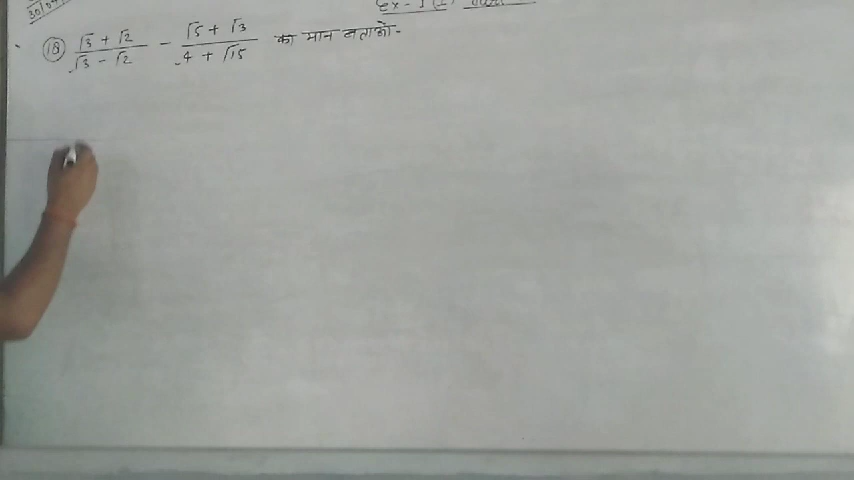 (18) (√3 + √2)/(√3 - √2) - (√5 + √3)/(4 + √15) का मान बताओ-